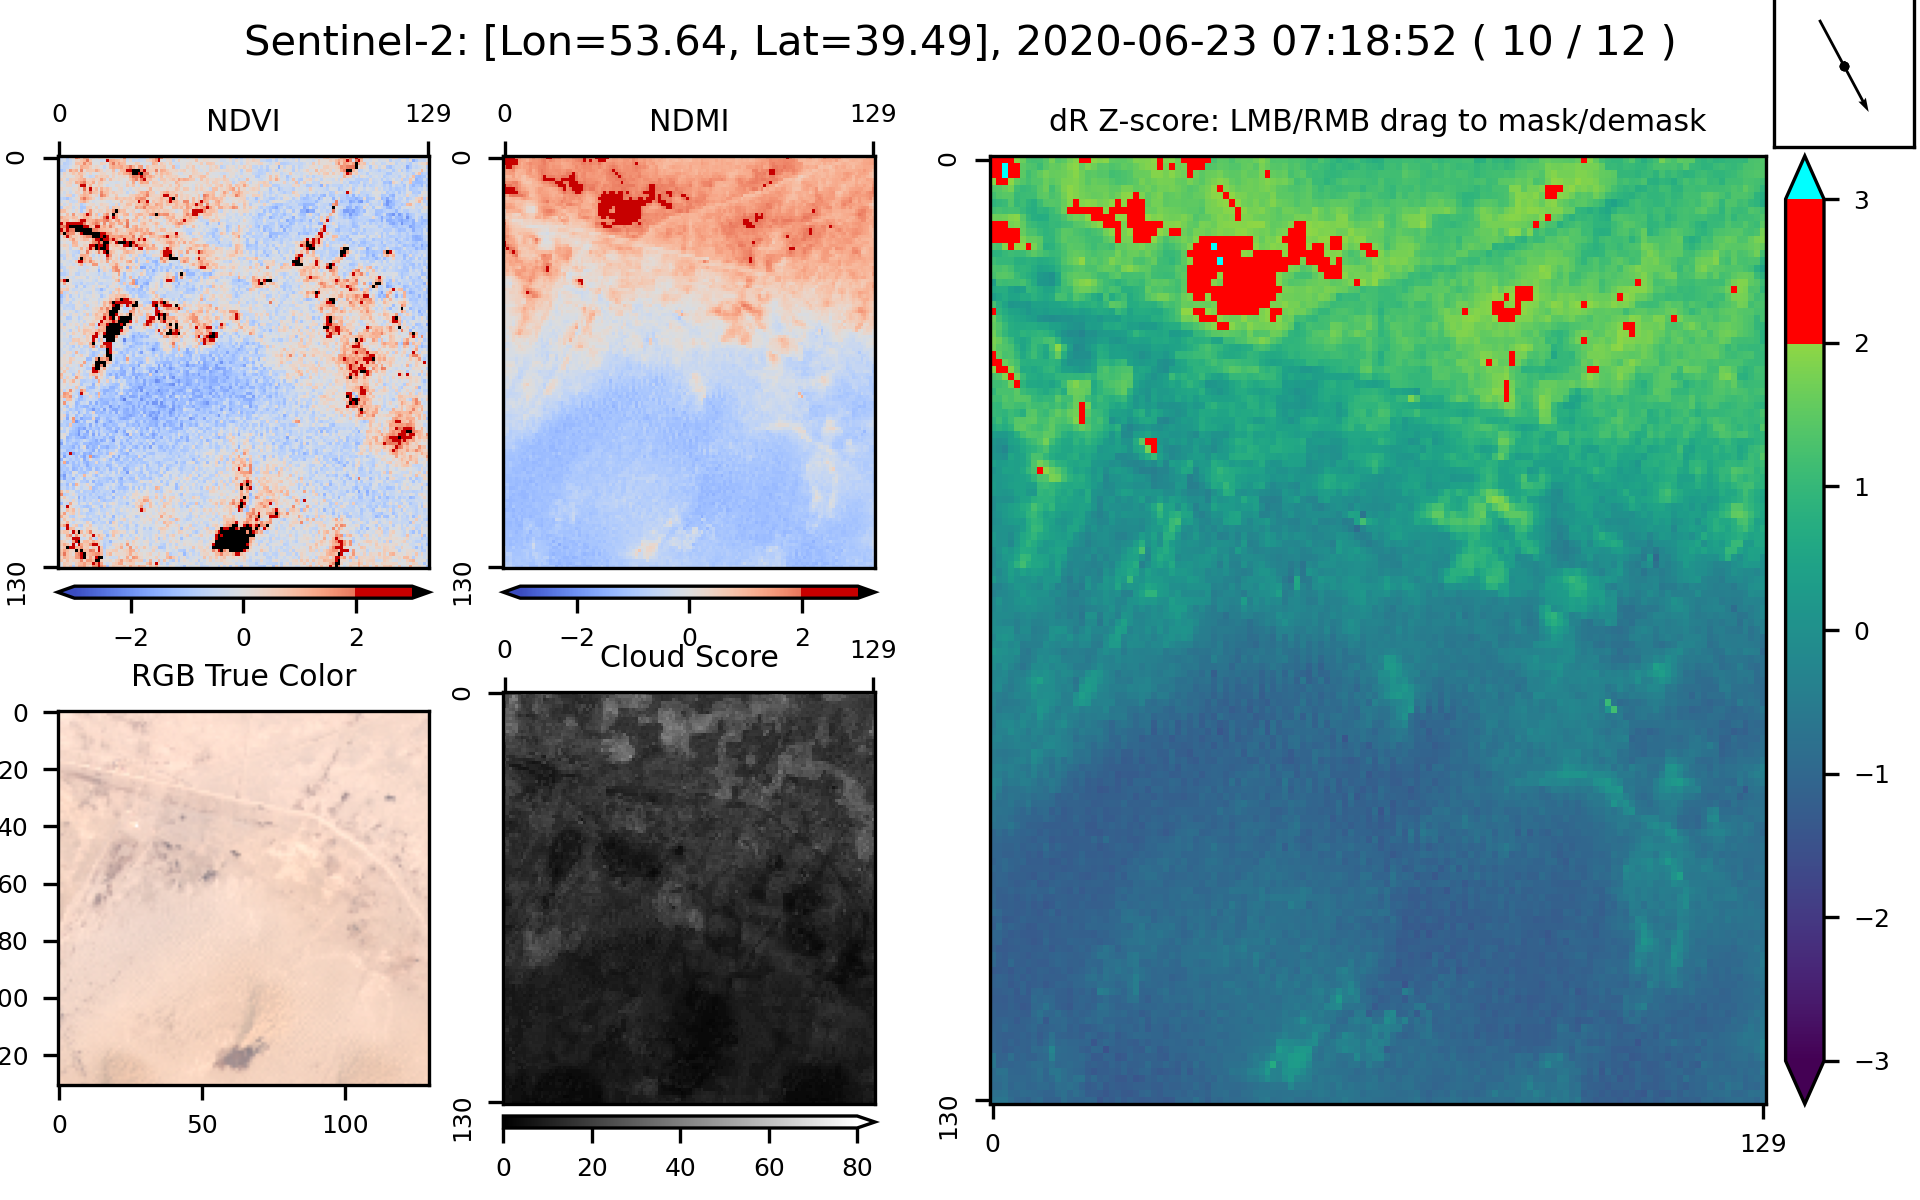 Sentinel-2: [Lon=53.64, Lat=39.49], 2020-06-23 07:18:52 ( 10 / 12 )
0 NDVI 129
0
130
−2 0 2
0 NDMI 129
0
130
−2 0 2
dR Z-score: LMB/RMB drag to mask/demask
0
130
0 129
3
2
1
0
−1
−2
−3
RGB True Color
0
20
40
60
80
00
20
0 50 100
0 Cloud Score 129
0
130
0 20 40 60 80